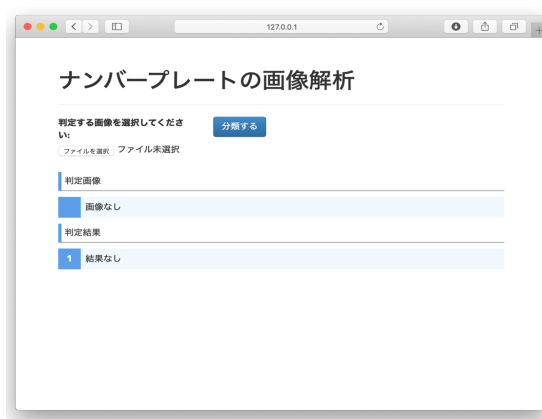 127.0.0.1
ナンバープレートの画像解析
判定する画像を選択してくださ
い:
分類する
ファイルを選択 ファイル未選択
判定画像
画像なし
判定結果
1 結果なし